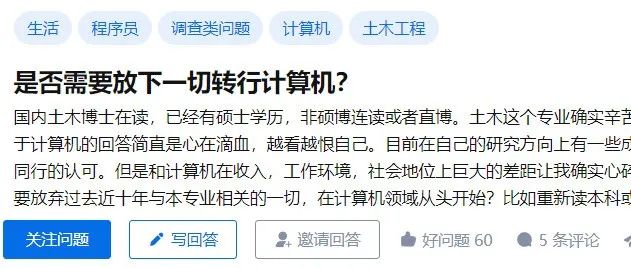 生活 程序员 调查类问题 计算机 土木工程
是否需要放下一切转行计算机？
国内土木博士在读，已经有硕士学历，非硕博连读或者直博。土木这个专业确实辛苦
于计算机的回答简直是心在滴血，越看越恨自己。目前在自己的研究方向上有一些成
同行的认可。但是和计算机在收入，工作环境，社会地位上巨大的差距让我确实心碎
要放弃过去近十年与本专业相关的一切，在计算机领域从头开始？比如重新读本科或
关注问题 写回答 邀请回答 好问题 60 5 条评论